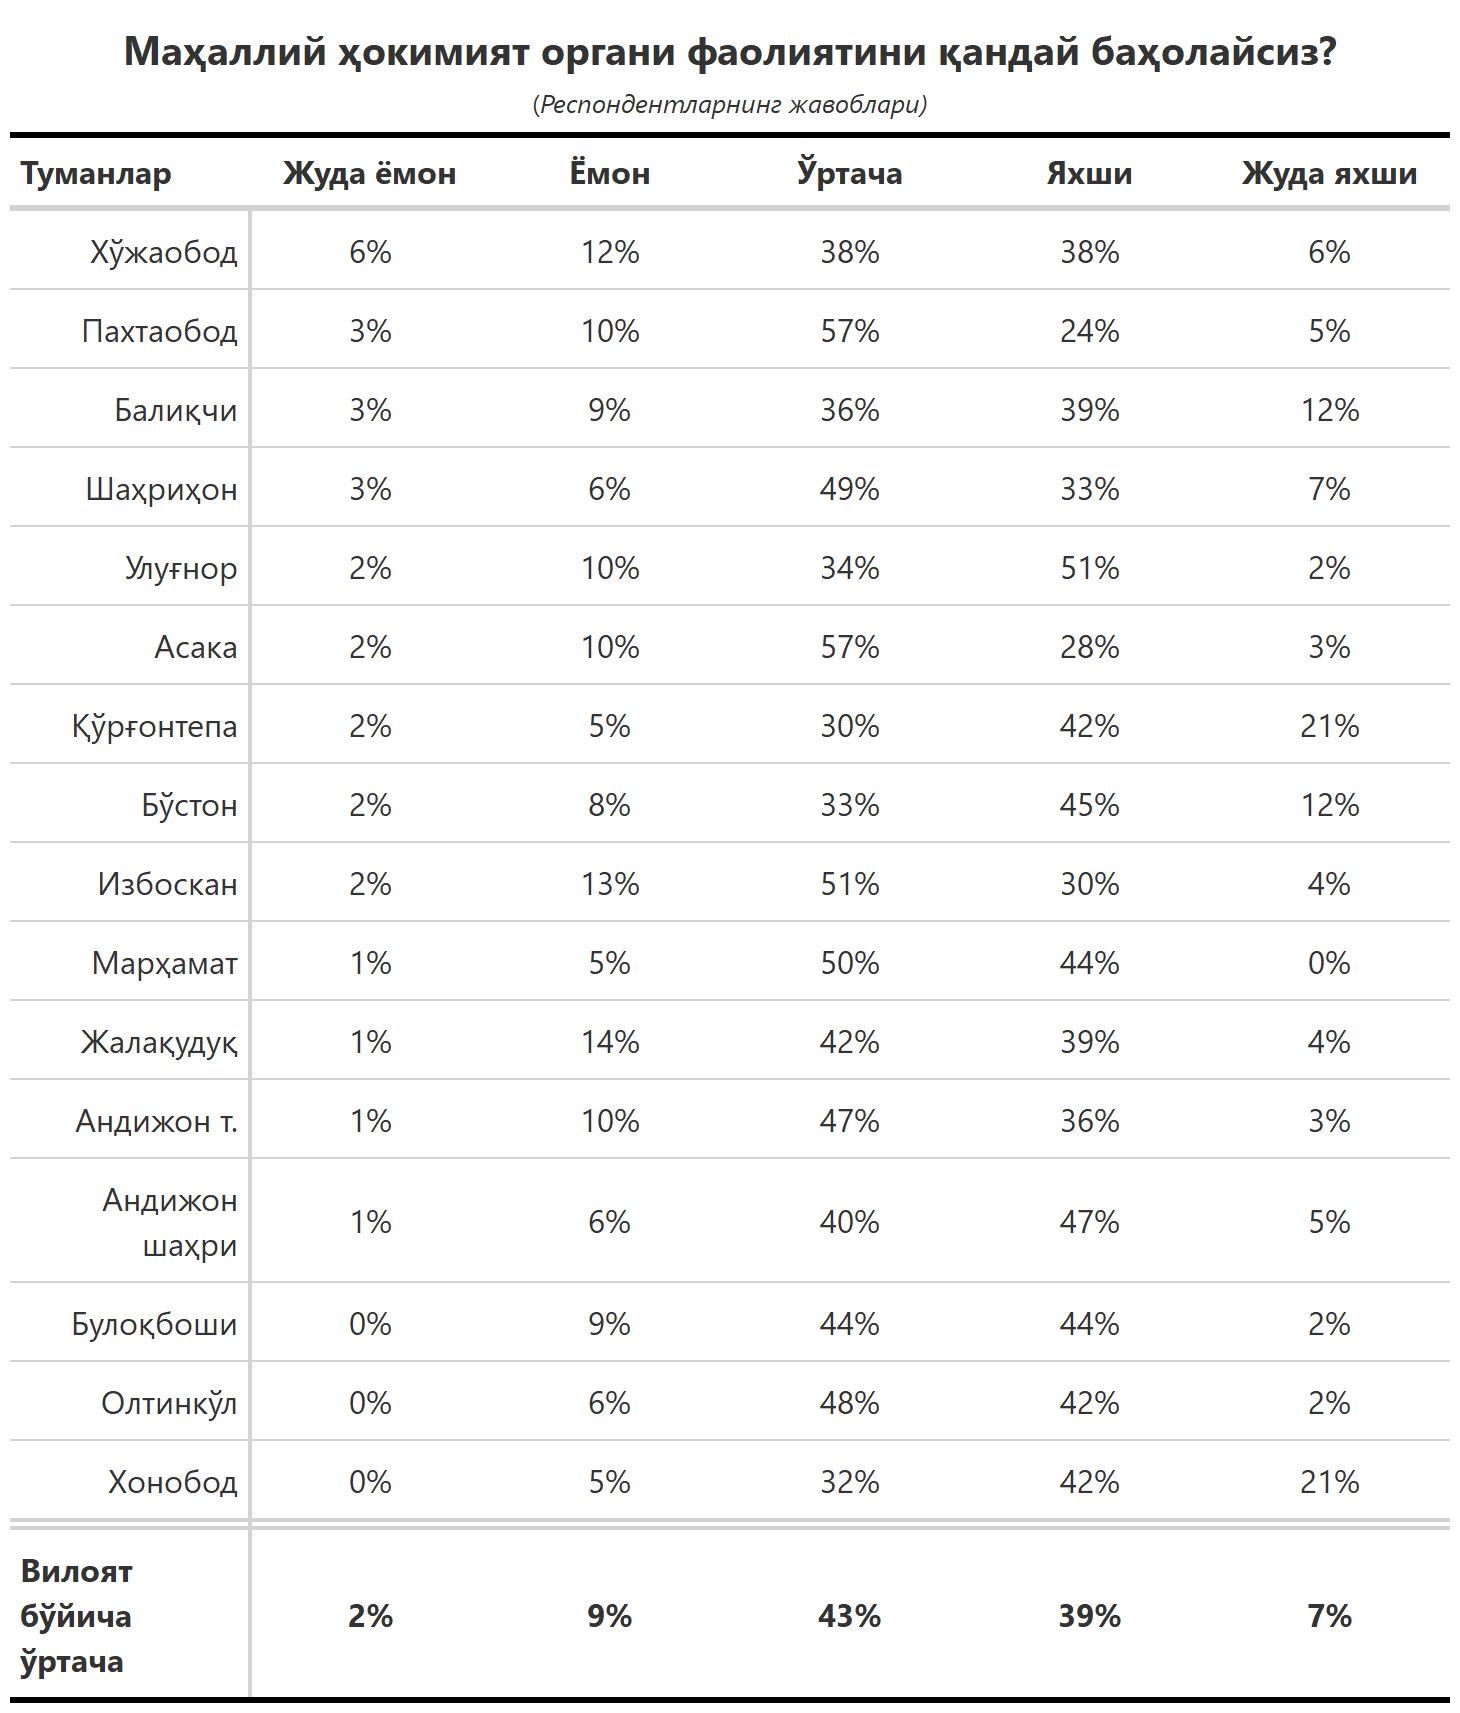 Маҳаллий ҳокимият органи фаолиятини қандай баҳолайсиз?
(Респондентларнинг жавоблари)
Туманлар Жуда ёмон Ёмон Ўртача Яхши Жуда яхши
Хўжаобод 6% 12% 38% 38% 6%
Пахтаобод 3% 10% 57% 24% 5%
Балиқчи 3% 9% 36% 39% 12%
Шаҳриҳон 3% 6% 49% 33% 7%
Улуғнор 2% 10% 34% 51% 2%
Асака 2% 10% 57% 28% 3%
Қўрғонтепа 2% 5% 30% 42% 21%
Бўстон 2% 8% 33% 45% 12%
Избоскан 2% 13% 51% 30% 4%
Марҳамат 1% 5% 50% 44% 0%
Жалақудуқ 1% 14% 42% 39% 4%
Андижон т. 1% 10% 47% 36% 3%
Андижон
шаҳри 1% 6% 40% 47% 5%
Булоқбоши 0% 9% 44% 44% 2%
Олтинкўл 0% 6% 48% 42% 2%
Хонобод 0% 5% 32% 42% 21%
Вилоят
бўйича 2% 9% 43% 39% 7%
ўртача